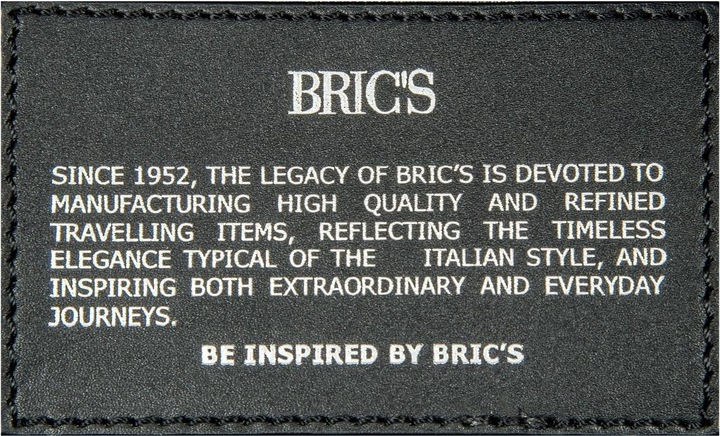 BRIC'S
SINCE 1952, THE LEGACY OF BRIC'S IS DEVOTED TO
MANUFACTURING HIGH QUALITY AND REFINED
TRAVELLING ITEMS, REFLECTING THE TIMELESS
ELEGANCE TYPICAL OF THE ITALIAN STYLE, AND
INSPIRING BOTH EXTRAORDINARY AND EVERYDAY
JOURNEYS.
BE INSPIRED BY BRIC'S